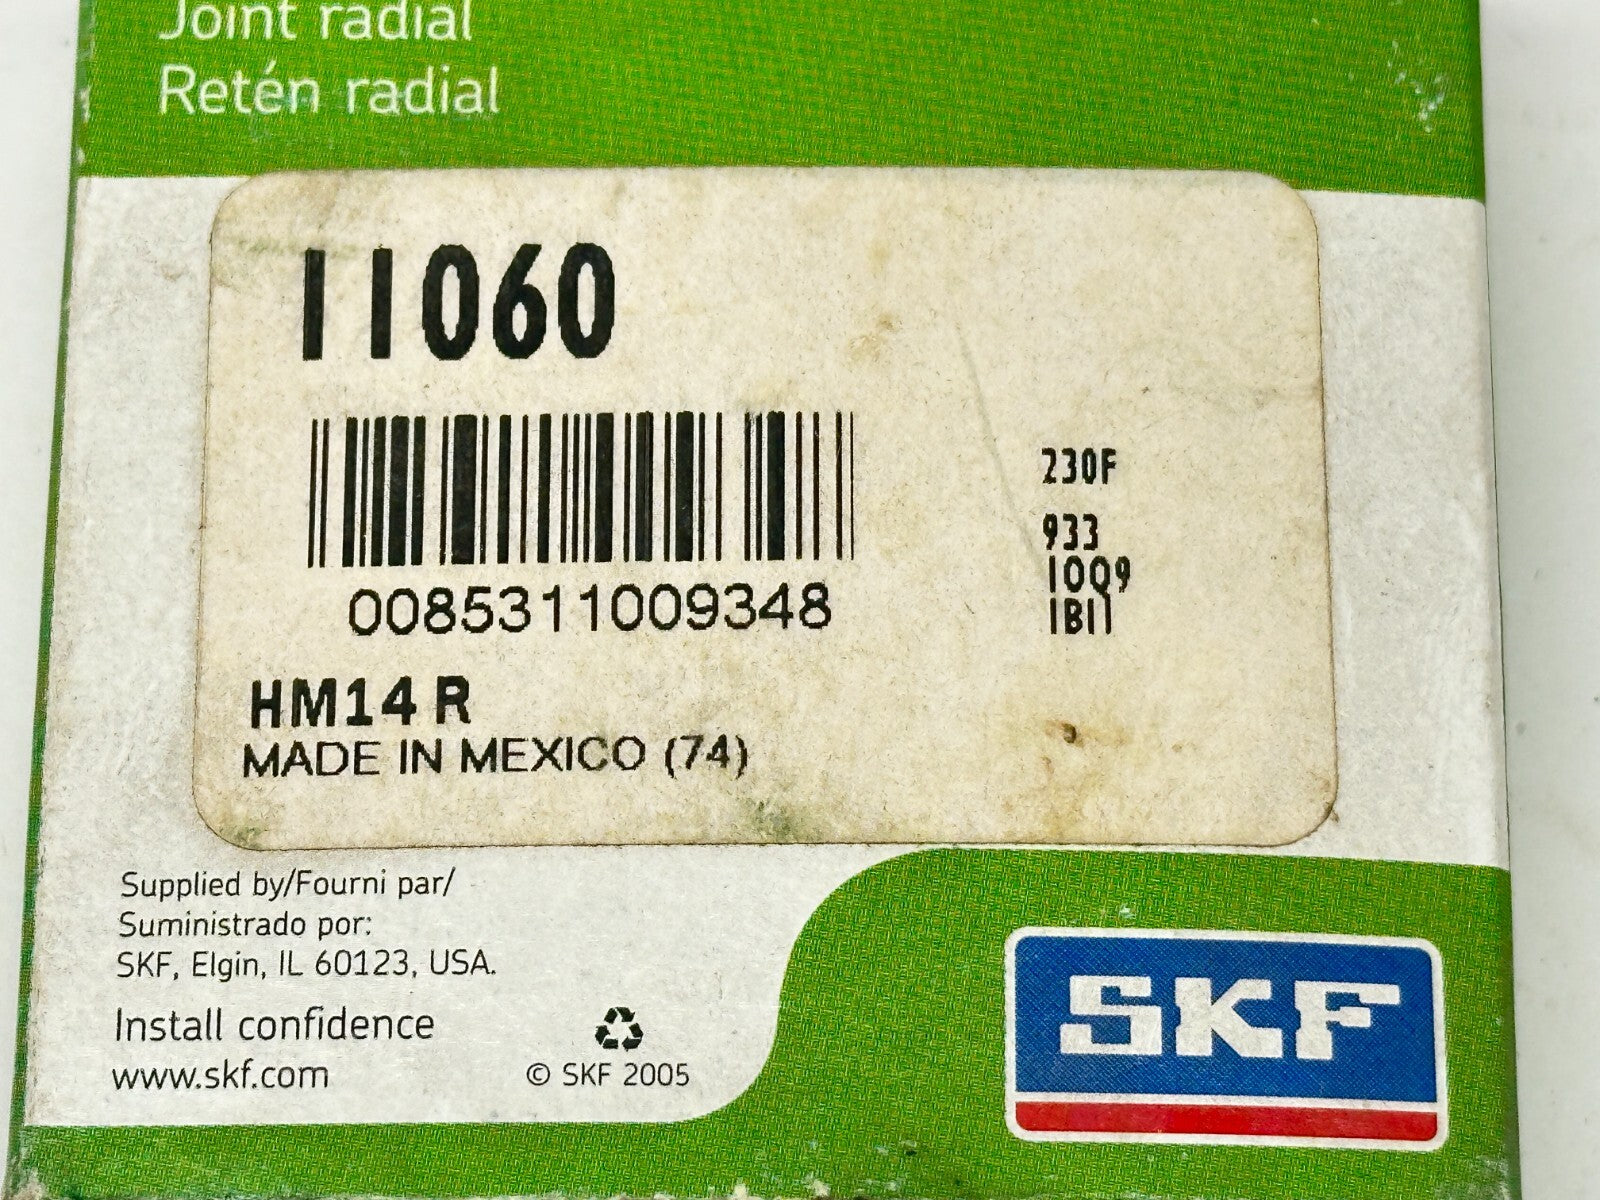 Joint radial
Retén radial
11060
230F
933
1009
1B11
0085311009348
HM14 R
MADE IN MEXICO (74)
Supplied by/Fourni par/
Suministrado por:
SKF, Elgin, IL 60123, USA.
Install confidence
www.skf.com
© SKF 2005
SKF